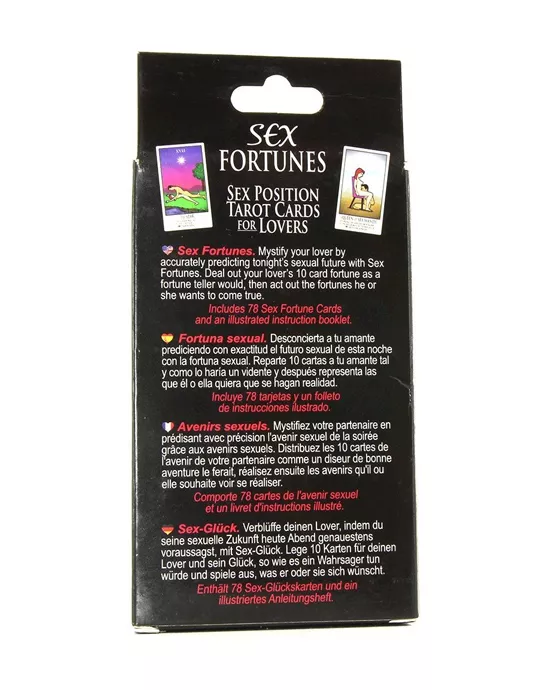 SEX
FORTUNES
SEX POSITION
TAROT CARDS
FOR LOVERS
XVII
Sex Fortunes. Mystify your lover by
accurately predicting tonight's sexual future with Sex
Fortunes. Deal out your lover's 10 card fortune as a
fortune teller would, then act out the fortunes he or
she wants to come true.
Includes 78 Sex Fortune Cards
and an illustrated instruction booklet.
Fortuna sexual. Desconcierta a tu amante
prediciendo con exactitud el futuro sexual de esta noche
con la fortuna sexual. Reparte 10 cartas a tu amante tal
y como lo haría un vidente y después representa las
que él o ella quiera que se hagan realidad.
Incluye 78 tarjetas y un folleto
de instrucciones ilustrado.
Avenirs sexuels. Mystifiez votre partenaire en
prédisant avec précision l'avenir sexuel de la soirée
grâce aux avenirs sexuels. Distribuez les 10 cartes de
l'avenir de votre partenaire comme un diseur de bonne
aventure le ferait, réalisez ensuite les avenirs qu'il ou
elle souhaite voir se réaliser.
Comporte 78 cartes de l'avenir sexuel
et un livret d'instructions illustré.
Sex-Glück. Verblüffe deinen Lover, indem du
seine sexuelle Zukunft heute Abend genauestens
voraussagst, mit Sex-Glück. Lege 10 Karten für deinen
Lover und sein Glück, so wie es ein Wahrsager tun
würde und spiele aus, was er oder sie sich wünscht.
Enthält 78 Sex-Glückskarten und ein
illustriertes Anleitungsheft.